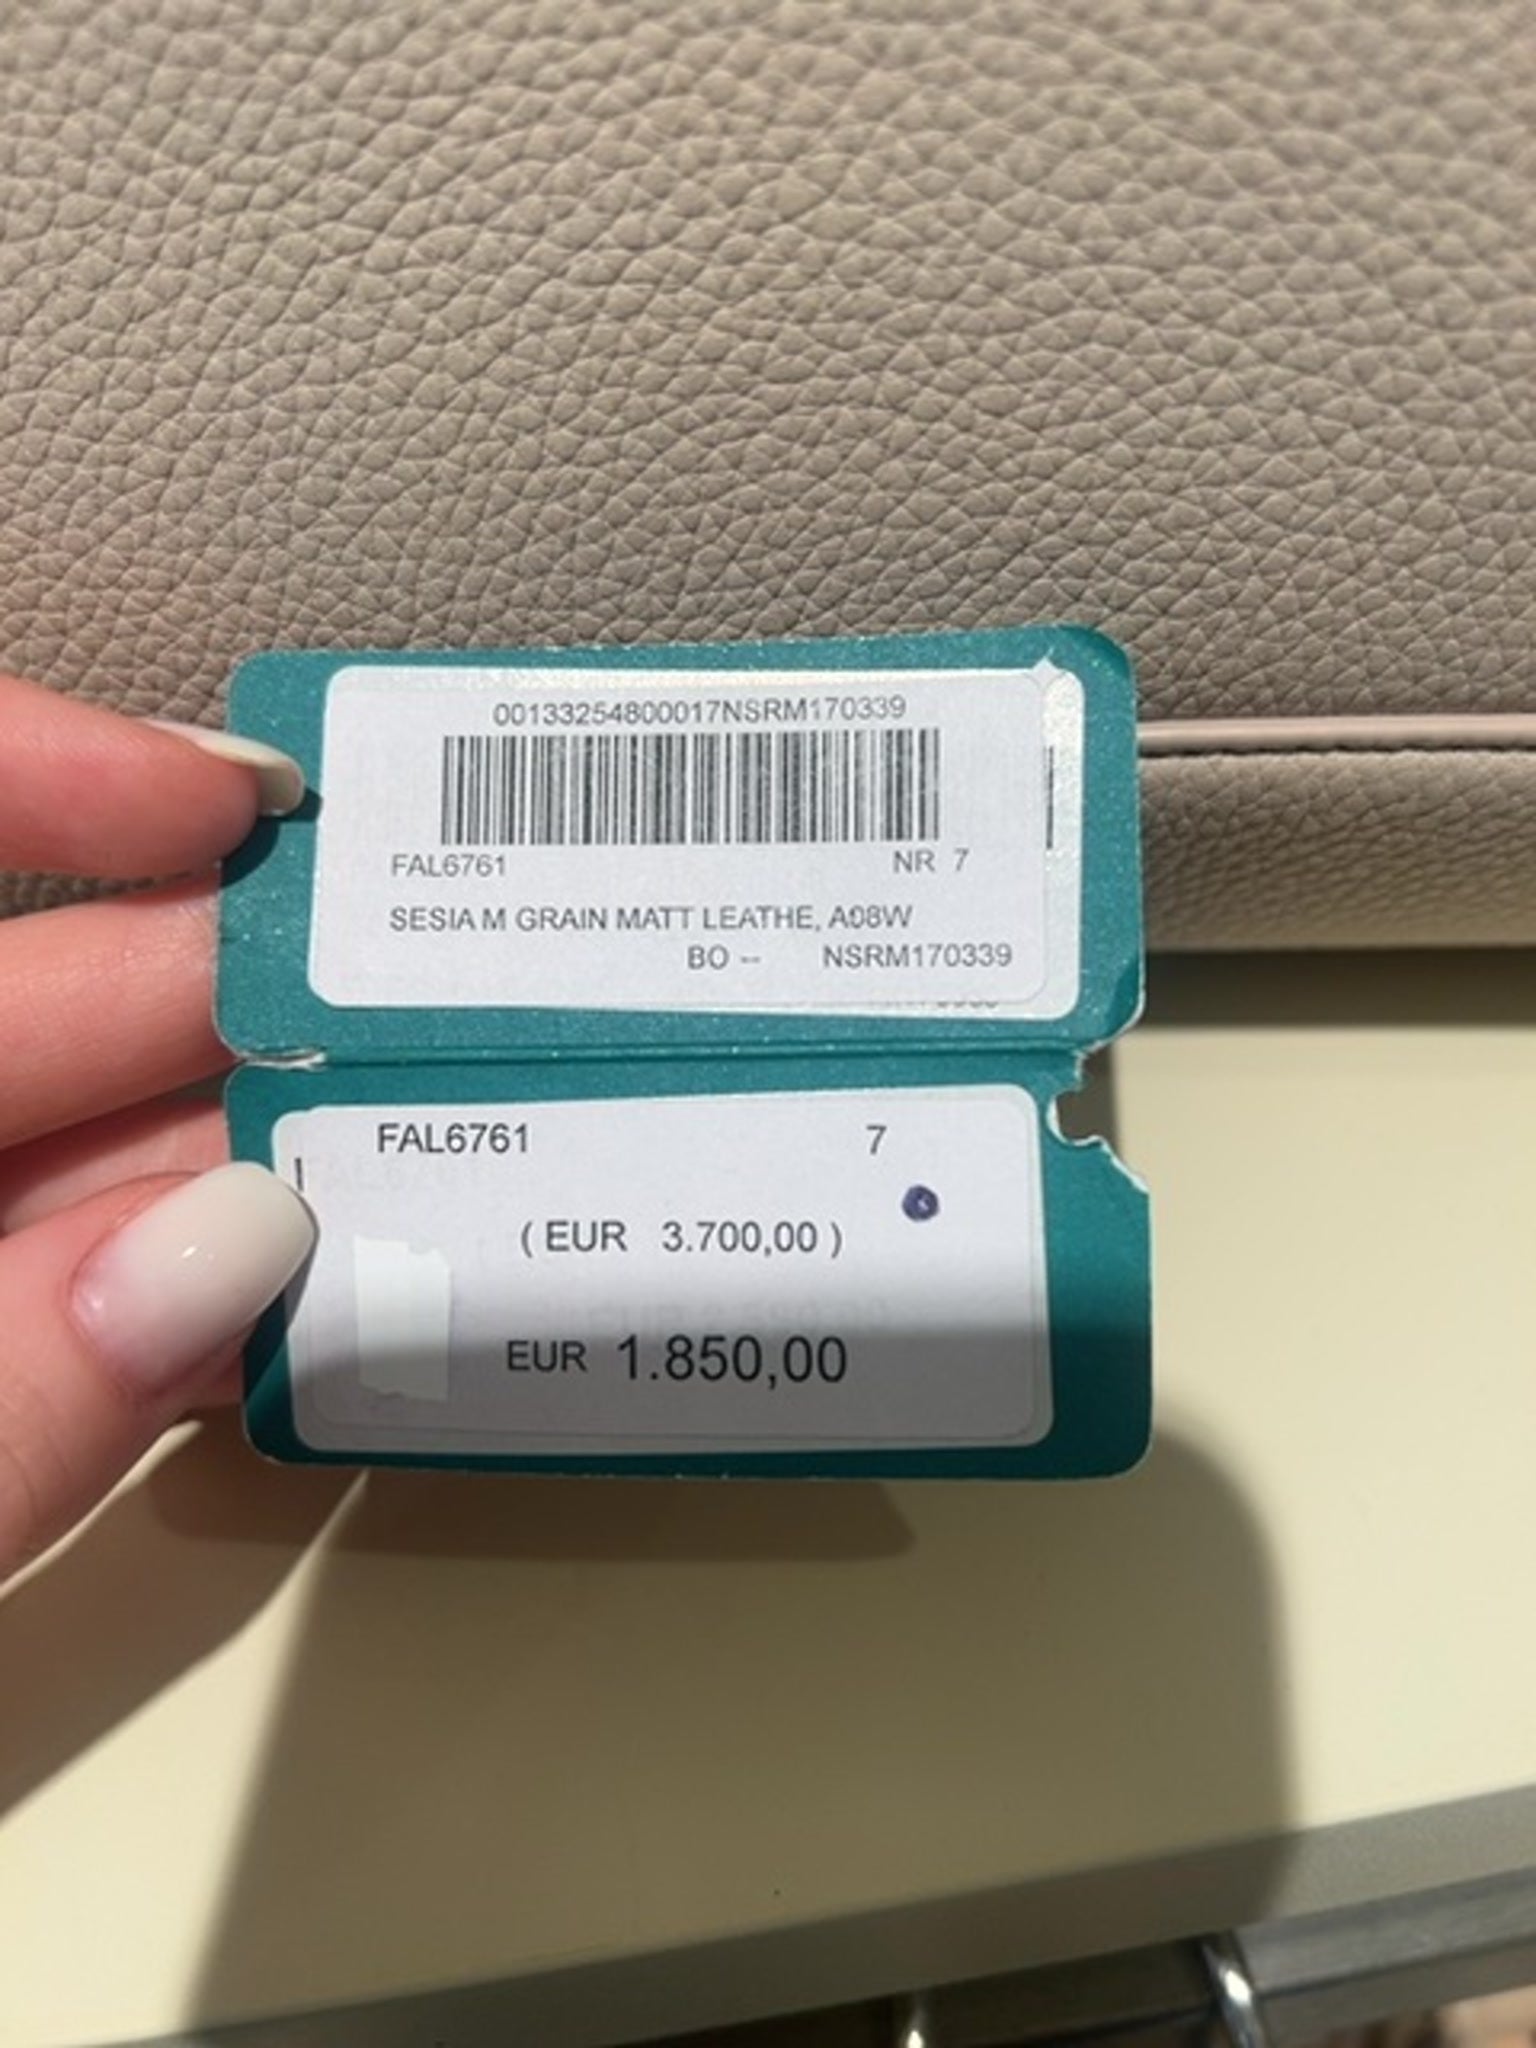 00133254800017NSRM170339
FAL6761 NR 7
SESIA M GRAIN MATT LEATHE, A08W
BO -- NSRM170339
FAL6761 7
( EUR 3.700,00 )
EUR 1.850,00